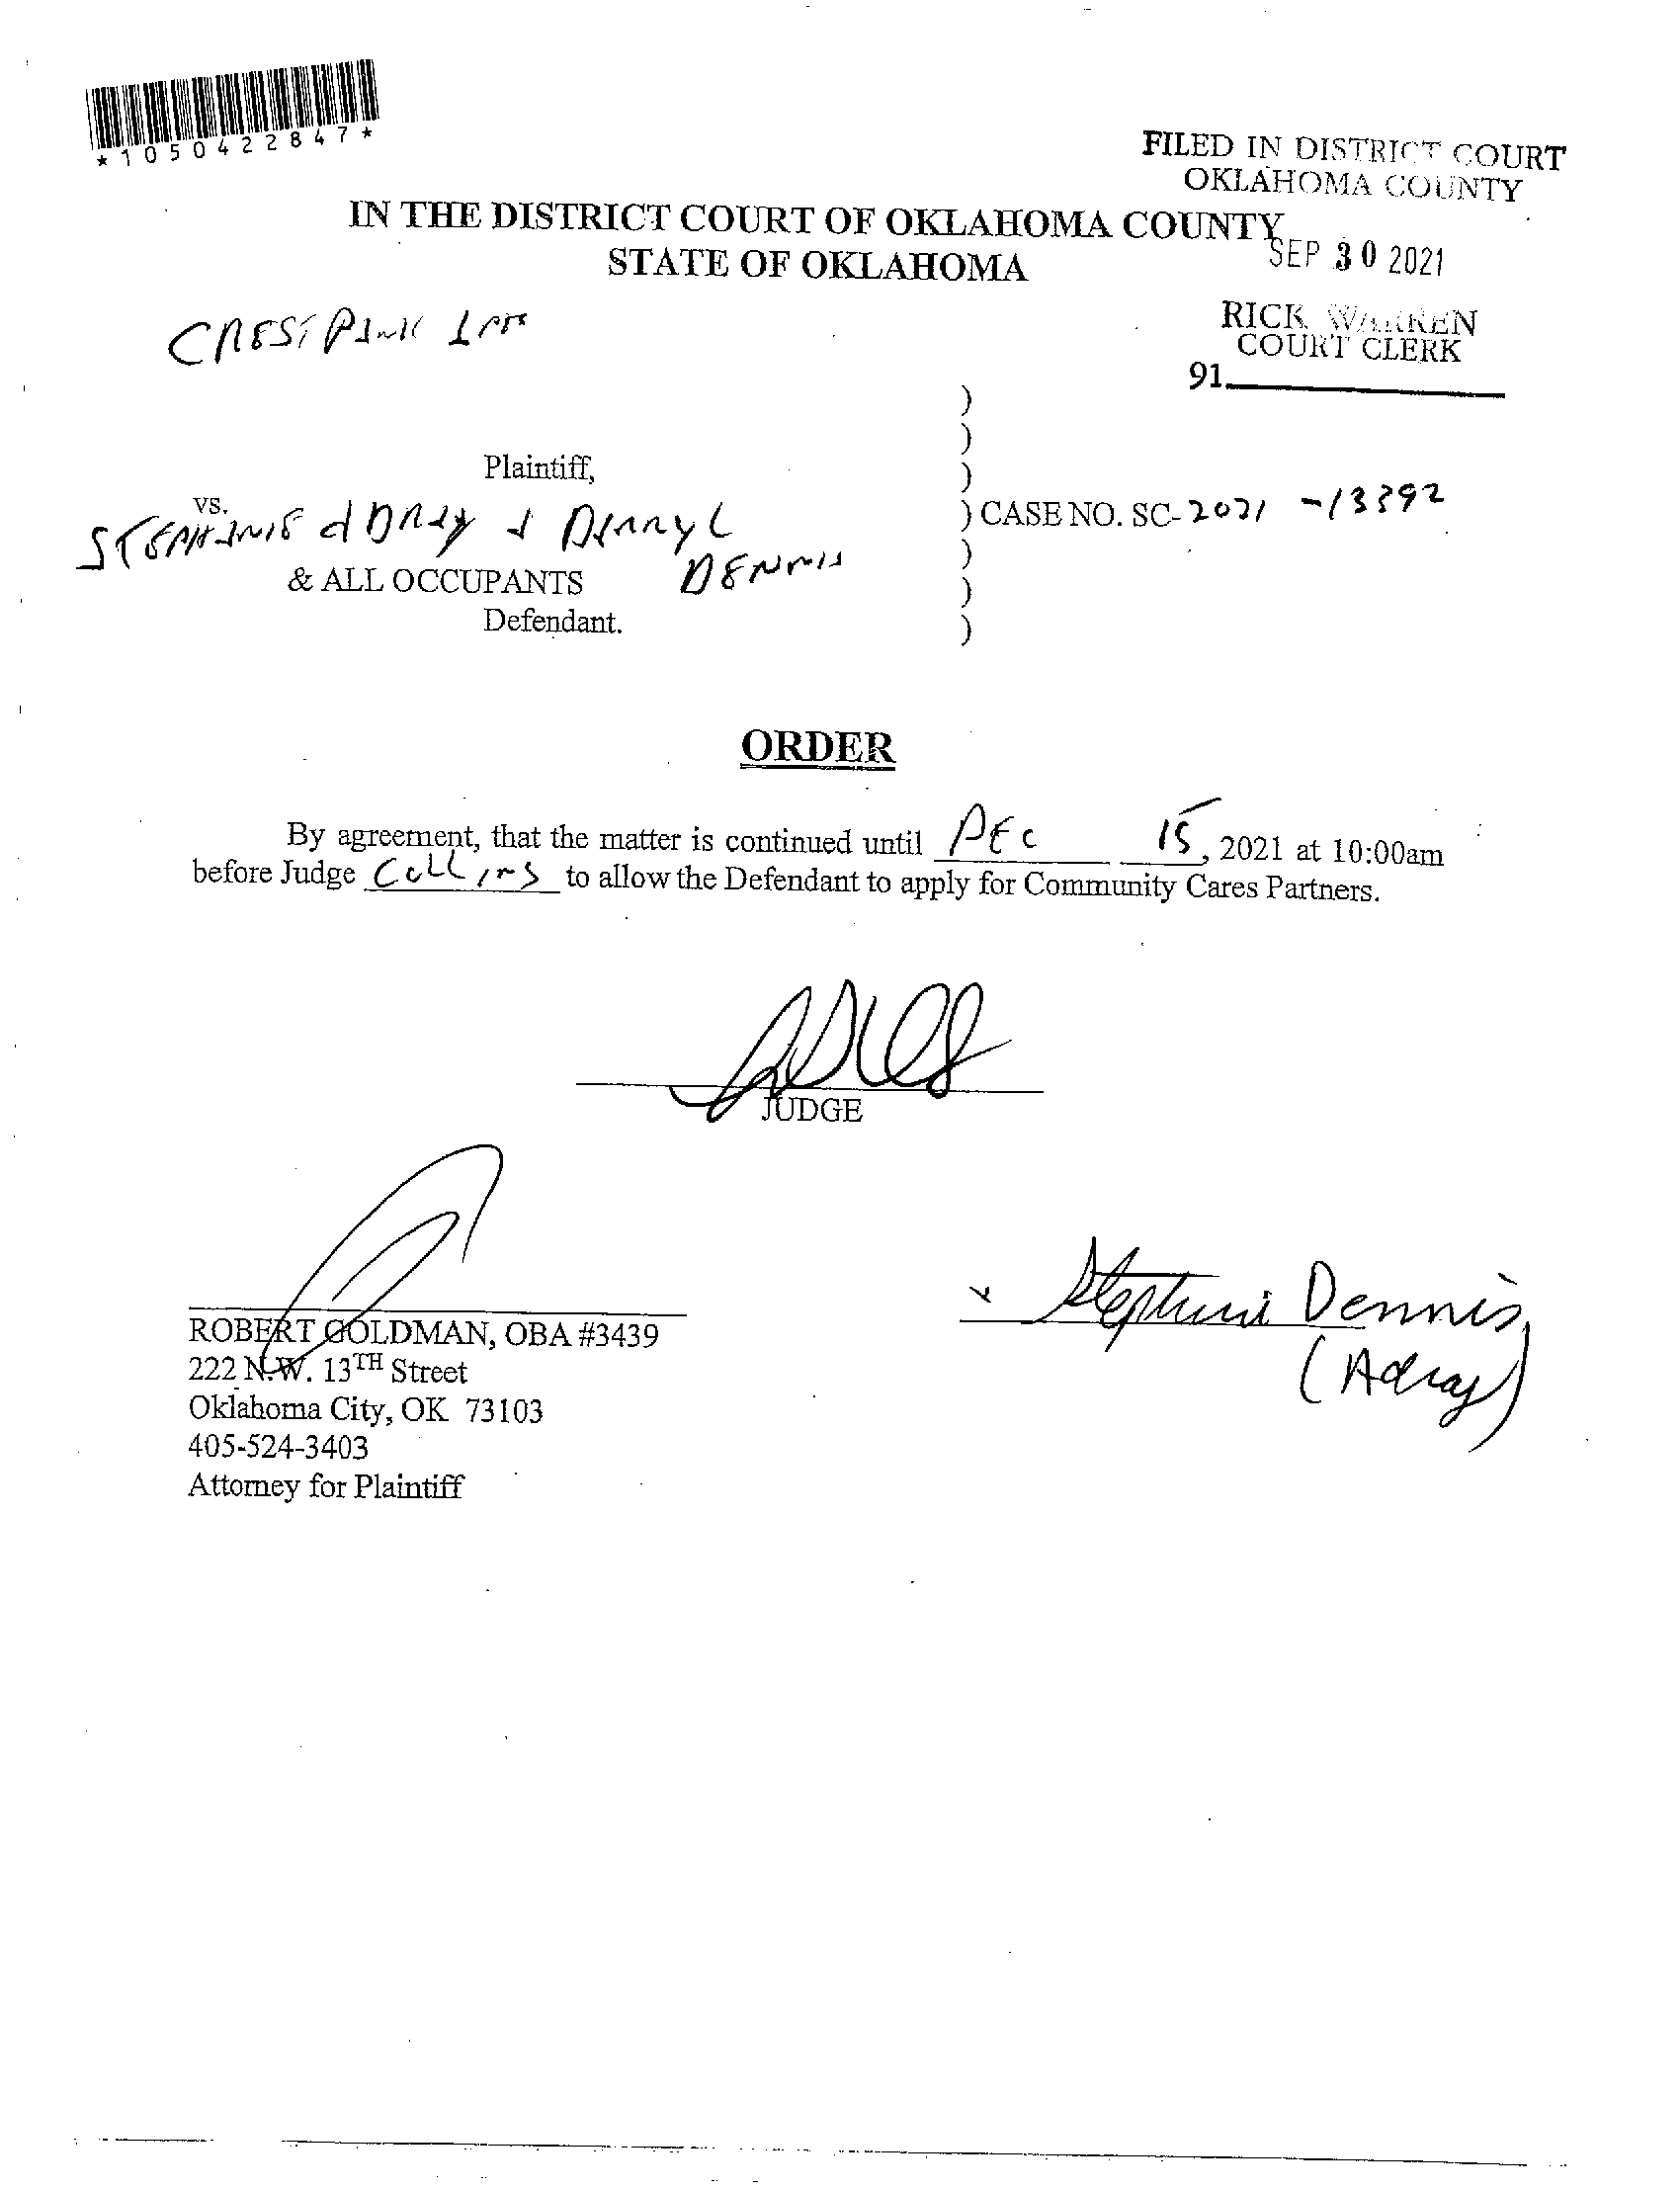 *1050422847*
FILED IN DISTRICT COURT
OKLAHOMA COUNTY
IN THE DISTRICT COURT OF OKLAHOMA COUNTY
STATE OF OKLAHOMA
SEP 30 2021
RICK WARREN
COURT CLERK
91
CRESTPARK
)
)
Plaintiff,
)
vs.
STEPHANIE ADRAY & DARRYL
) CASE NO. SC-2021 -13392
DENNIS
)
& ALL OCCUPANTS
)
Defendant.
)
ORDER
By agreement, that the matter is continued until DEC 15, 2021 at 10:00am
before Judge COLLINS to allow the Defendant to apply for Community Cares Partners.
JUDGE
x Stephanie Dennis
(Adray)
ROBERT GOLDMAN, OBA #3439
222 N.W. 13TH Street
Oklahoma City, OK 73103
405-524-3403
Attorney for Plaintiff